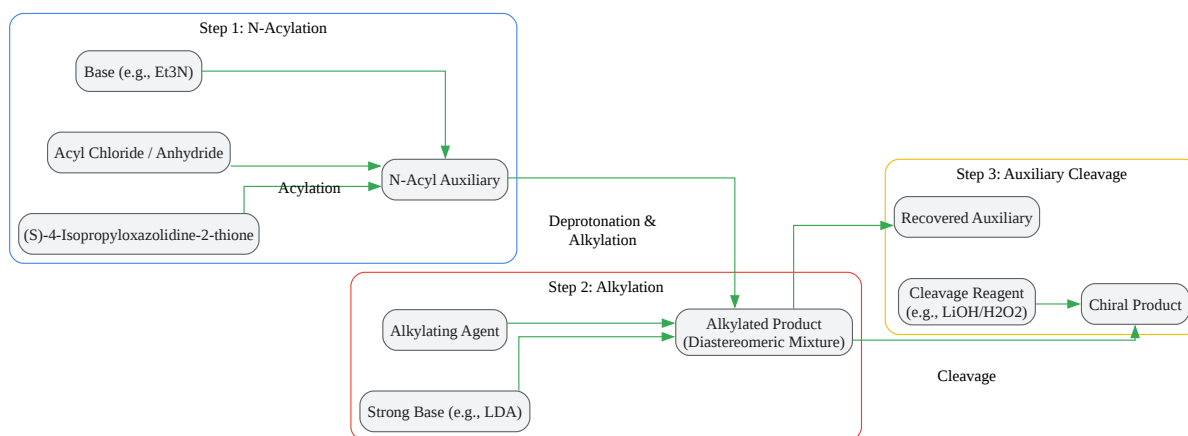 Step 1: N-Acylation
Base (e.g., Et3N)
Acyl Chloride / Anhydride
Acylation
N-Acyl Auxiliary
(S)-4-Isopropyloxazolidine-2-thione
Deprotonation &
Alkylation
Step 2: Alkylation
Alkylating Agent
Strong Base (e.g., LDA)
Alkylated Product
(Diastereomeric Mixture)
Step 3: Auxiliary Cleavage
Recovered Auxiliary
Cleavage Reagent
(e.g., LiOH/H2O2)
Chiral Product
Cleavage